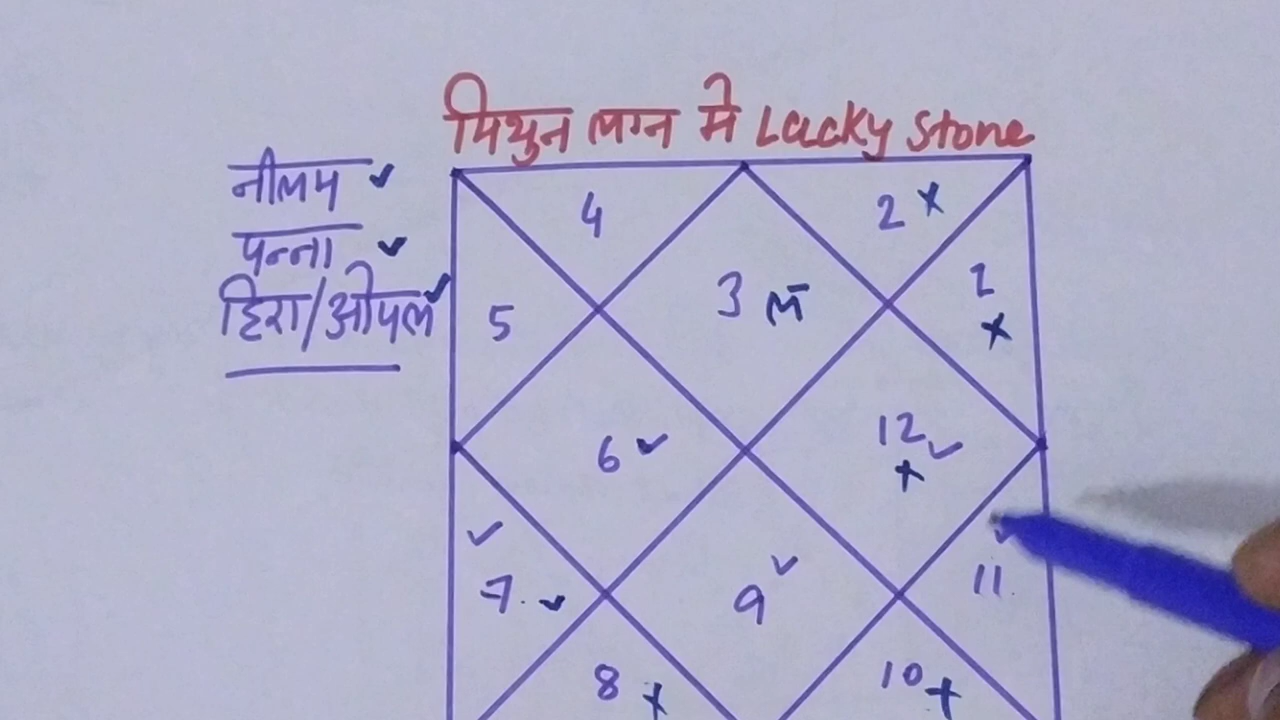 मिथुन लग्न मे Lucky Stone
नीलम ✓
पन्ना ✓
हिरा/ओपल ✓
4
2 x
5
3 लं
1 x
6 ✓
12 ✓ x
✓ 7. ✓
9 ✓
✓ 11
8 x
10 x